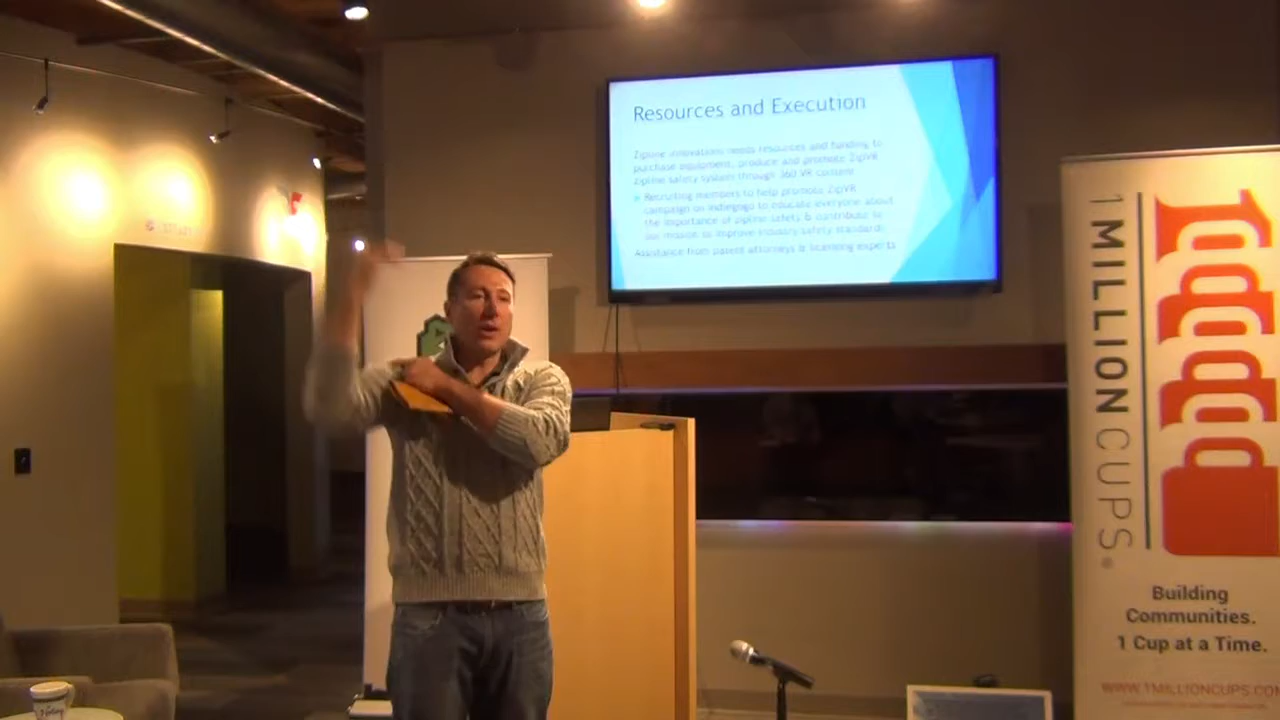 Resources and Execution
Zipline Innovations needs resources and funding to
purchase equipment, produce and promote ZipVR
zipline safety system through 360 VR content
Recruiting members to help promote ZipVR
campaign on Indiegogo to educate everyone about
the importance of zipline safety & contribute to
our mission to improve industry safety standards
Assistance from patent attorneys & licensing experts
1 MILLION CUPS®
Building
Communities.
1 Cup at a Time.
WWW.1MILLIONCUPS.CO